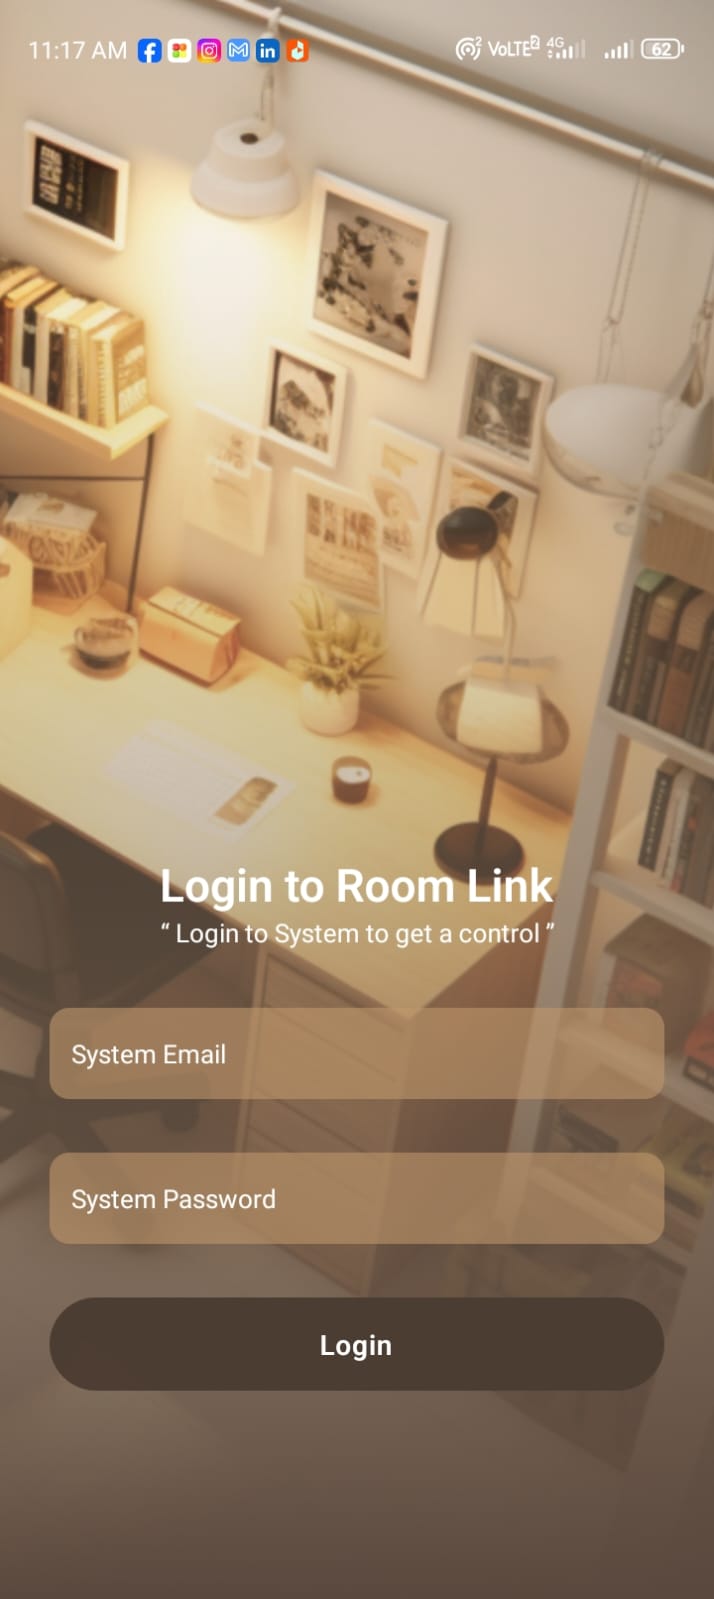 11:17 AM
VoLTE2 4G 62
Login to Room Link
“ Login to System to get a control ”
System Email
System Password
Login